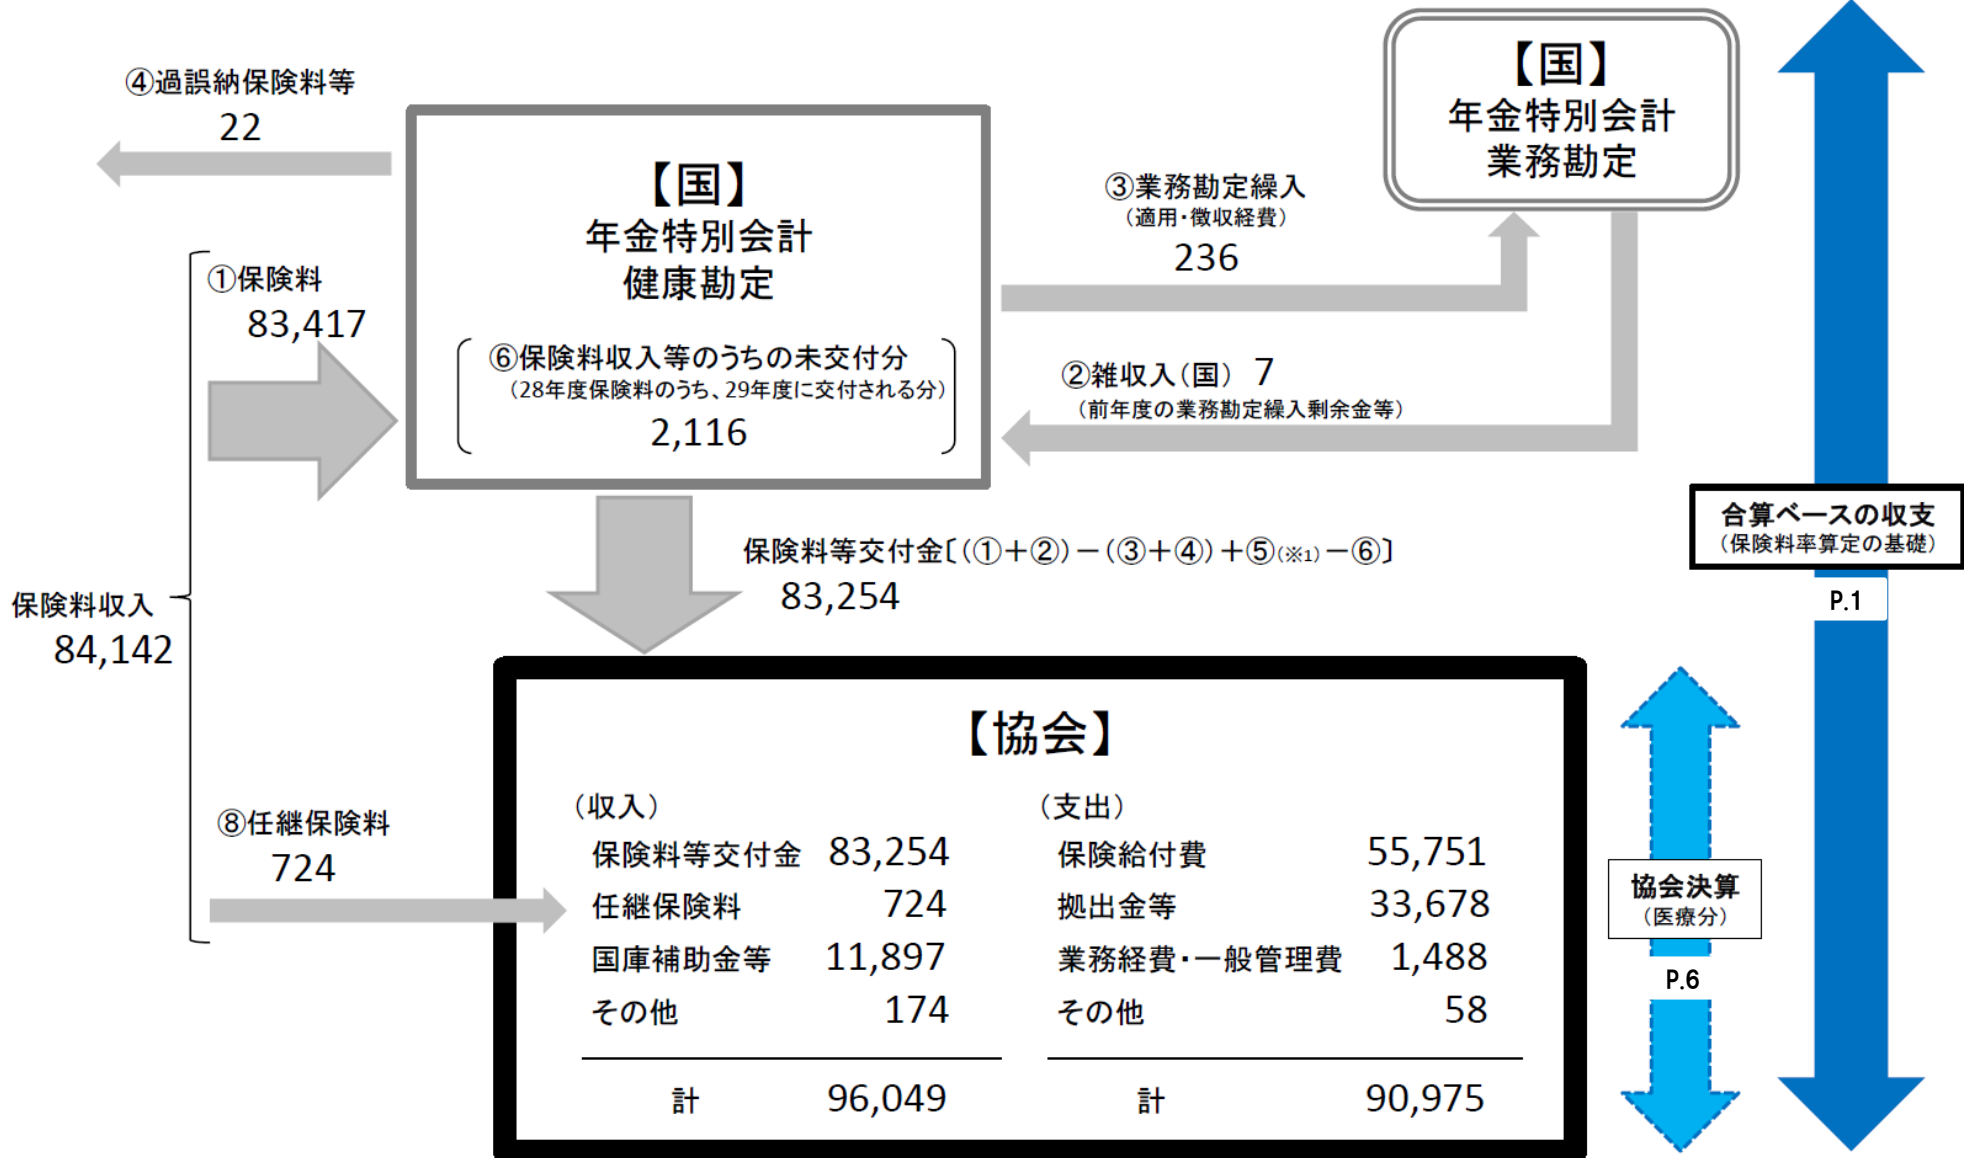 ④過誤納保険料等
22
【国】
年金特別会計
業務勘定
【国】
年金特別会計
健康勘定
③業務勘定繰入
（適用・徴収経費）
236
①保険料
83,417
⑥保険料収入等のうちの未交付分
（28年度保険料のうち、29年度に交付される分）
2,116
②雑収入（国） 7
（前年度の業務勘定繰入剰余金等）
合算ベースの収支
（保険料率算定の基礎）
P.1
保険料等交付金〔（①＋②）－（③＋④）＋⑤（※1）－⑥〕
83,254
保険料収入
84,142
【協会】
（収入）
保険料等交付金 83,254
任継保険料 724
国庫補助金等 11,897
その他 174
計 96,049
（支出）
保険給付費 55,751
拠出金等 33,678
業務経費・一般管理費 1,488
その他 58
計 90,975
⑧任継保険料
724
協会決算
（医療分）
P.6